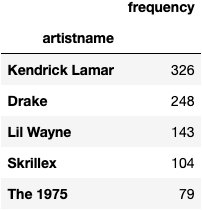 frequency
artistname
Kendrick Lamar 326
Drake 248
Lil Wayne 143
Skrillex 104
The 1975 79